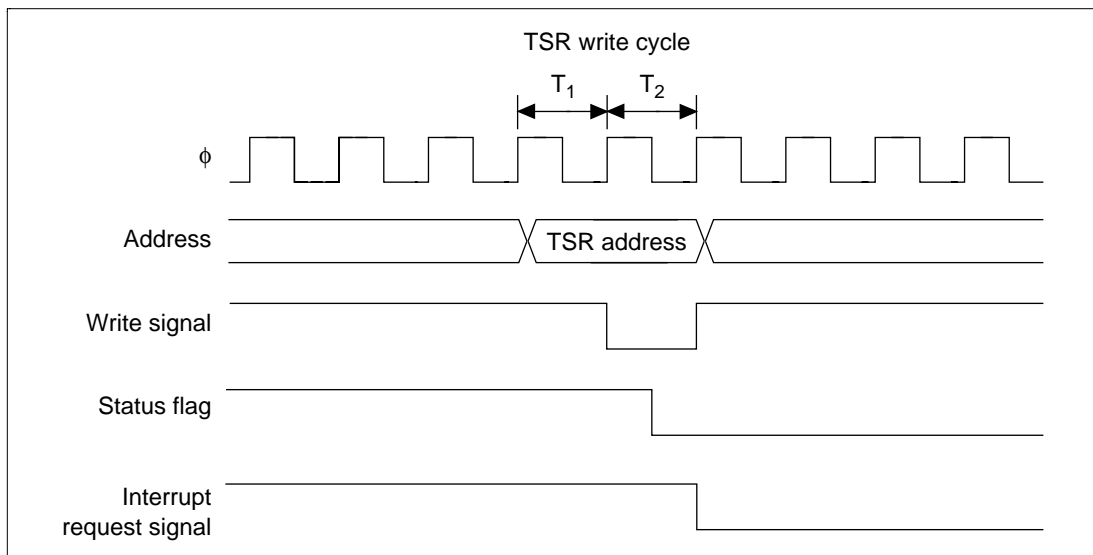 TSR write cycle
T1 T2
ϕ
Address
TSR address
Write signal
Status flag
Interrupt
request signal